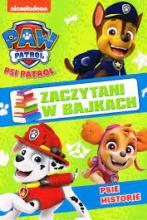 nickelodeon
PAW
PATROL
PSI PATROL
ZACZYTANI
W BAJKACH
PSIE
HISTORIE